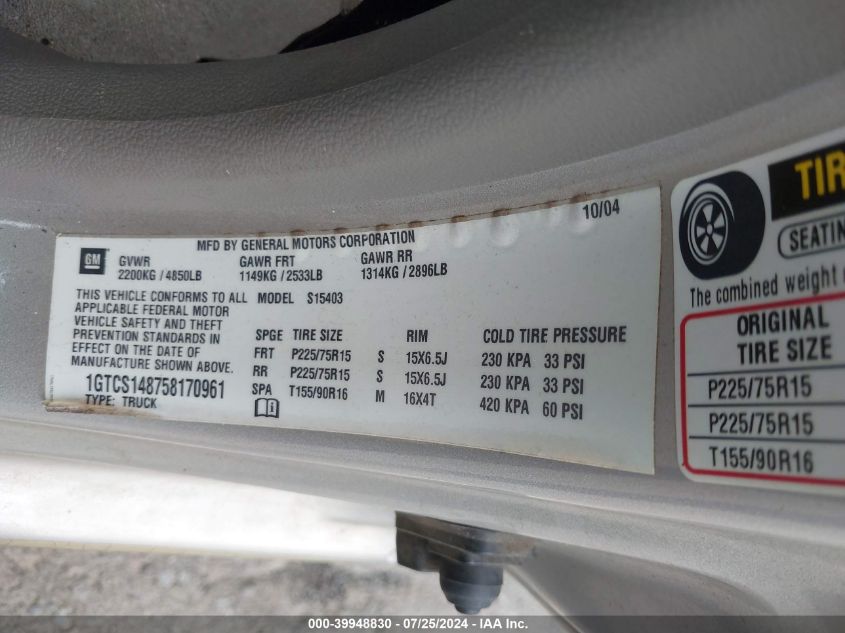 GM
MFD BY GENERAL MOTORS CORPORATION
10/04
GVWR GAWR FRT GAWR RR
2200KG / 4850LB 1149KG / 2533LB 1314KG / 2896LB
THIS VEHICLE CONFORMS TO ALL
APPLICABLE FEDERAL MOTOR
VEHICLE SAFETY AND THEFT
PREVENTION STANDARDS IN
EFFECT ON THE DATE OF
MANUFACTURE SHOWN ABOVE.
1GTCS148758170961
TYPE: TRUCK
MODEL S15403
SPGE TIRE SIZE RIM COLD TIRE PRESSURE
FRT P225/75R15 S 15X6.5J 230 KPA 33 PSI
RR P225/75R15 S 15X6.5J 230 KPA 33 PSI
SPA T155/90R16 M 16X4T 420 KPA 60 PSI
TIR
SEATIN
The combined weight
ORIGINAL
TIRE SIZE
P225/75R15
P225/75R15
T155/90R16
000-39948830 - 07/25/2024 - IAA Inc.